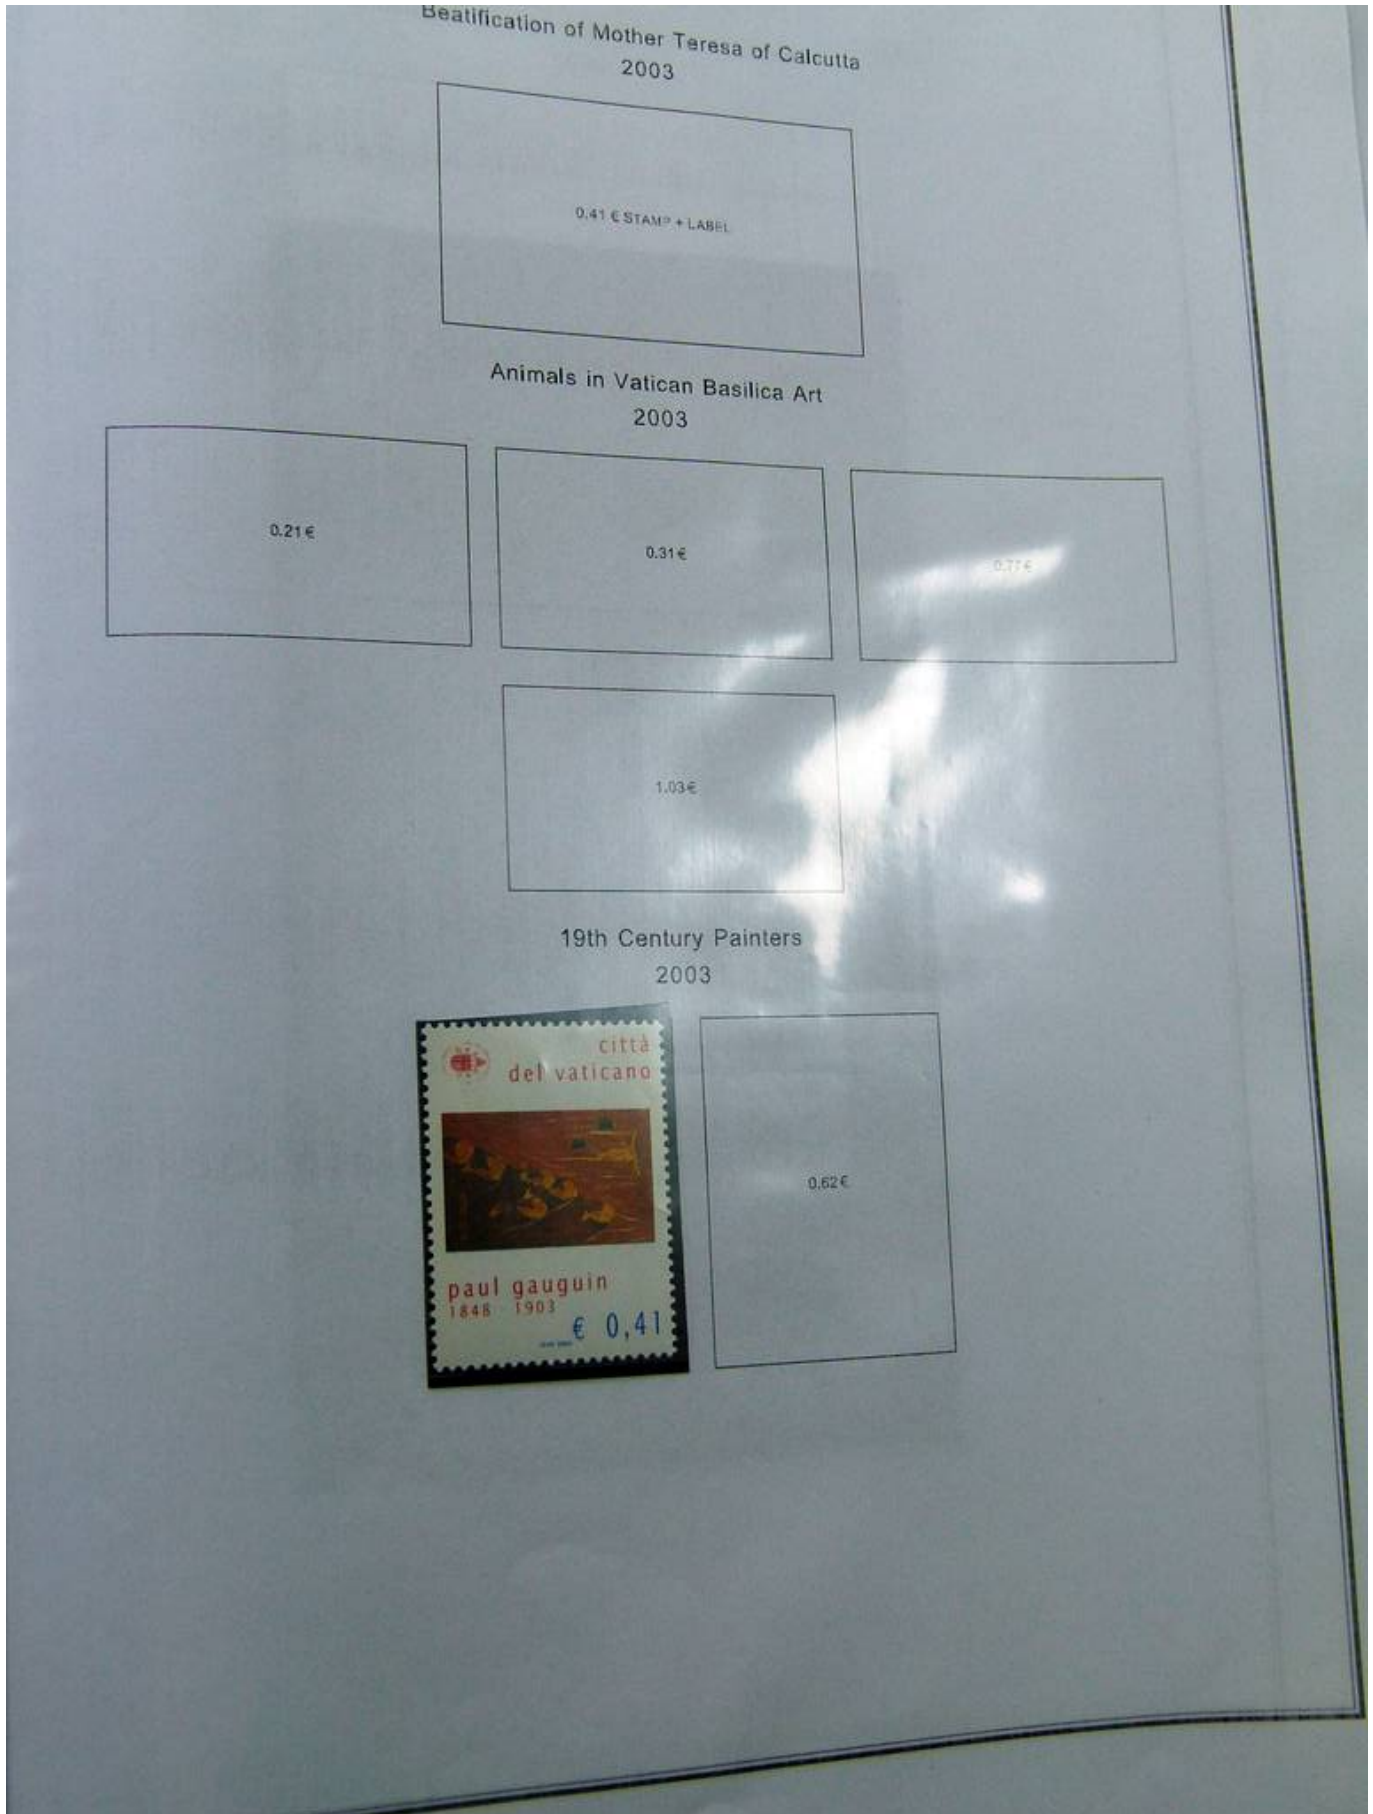 Beatification of Mother Teresa of Calcutta
2003
0.41 € STAMP + LABEL
Animals in Vatican Basilica Art
2003
0.21 €
0.31 €
0.77 €
1.03 €
19th Century Painters
2003
città
del vaticano
paul gauguin
1848 - 1903
€ 0,41
0.62 €